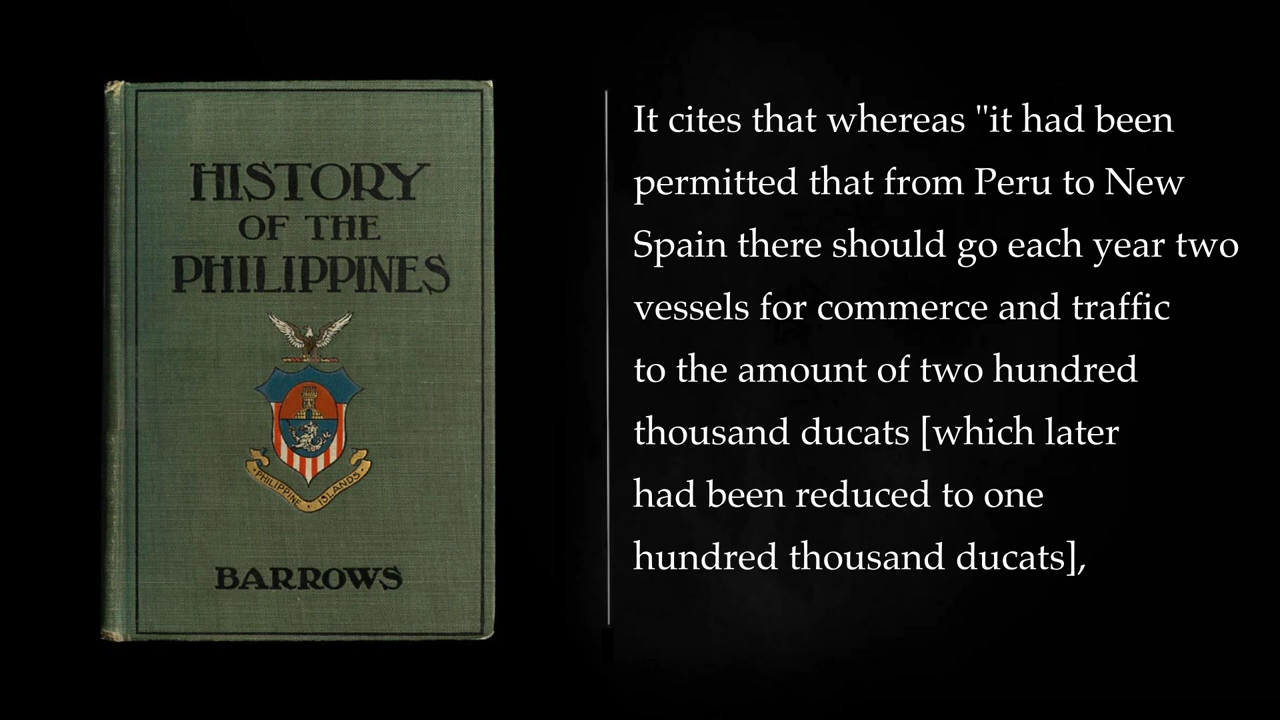 HISTORY
OF THE
PHILIPPINES
PHILIPPINE ISLANDS
BARROWS
It cites that whereas "it had been
permitted that from Peru to New
Spain there should go each year two
vessels for commerce and traffic
to the amount of two hundred
thousand ducats [which later
had been reduced to one
hundred thousand ducats],